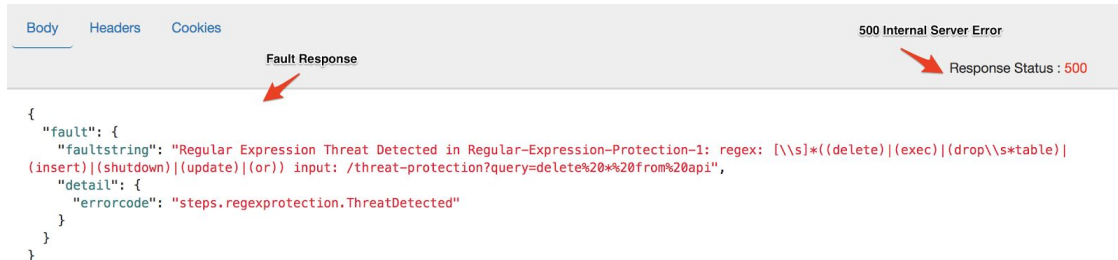 Body Headers Cookies
500 Internal Server Error
Fault Response
Response Status : 500
{
  "fault": {
    "faultstring": "Regular Expression Threat Detected in Regular-Expression-Protection-1: regex: [\\s]*((delete)|(exec)|(drop\\s*table)|
(insert)|(shutdown)|(update)|(or)) input: /threat-protection?query=delete%20*%20from%20api",
    "detail": {
      "errorcode": "steps.regexprotection.ThreatDetected"
    }
  }
}